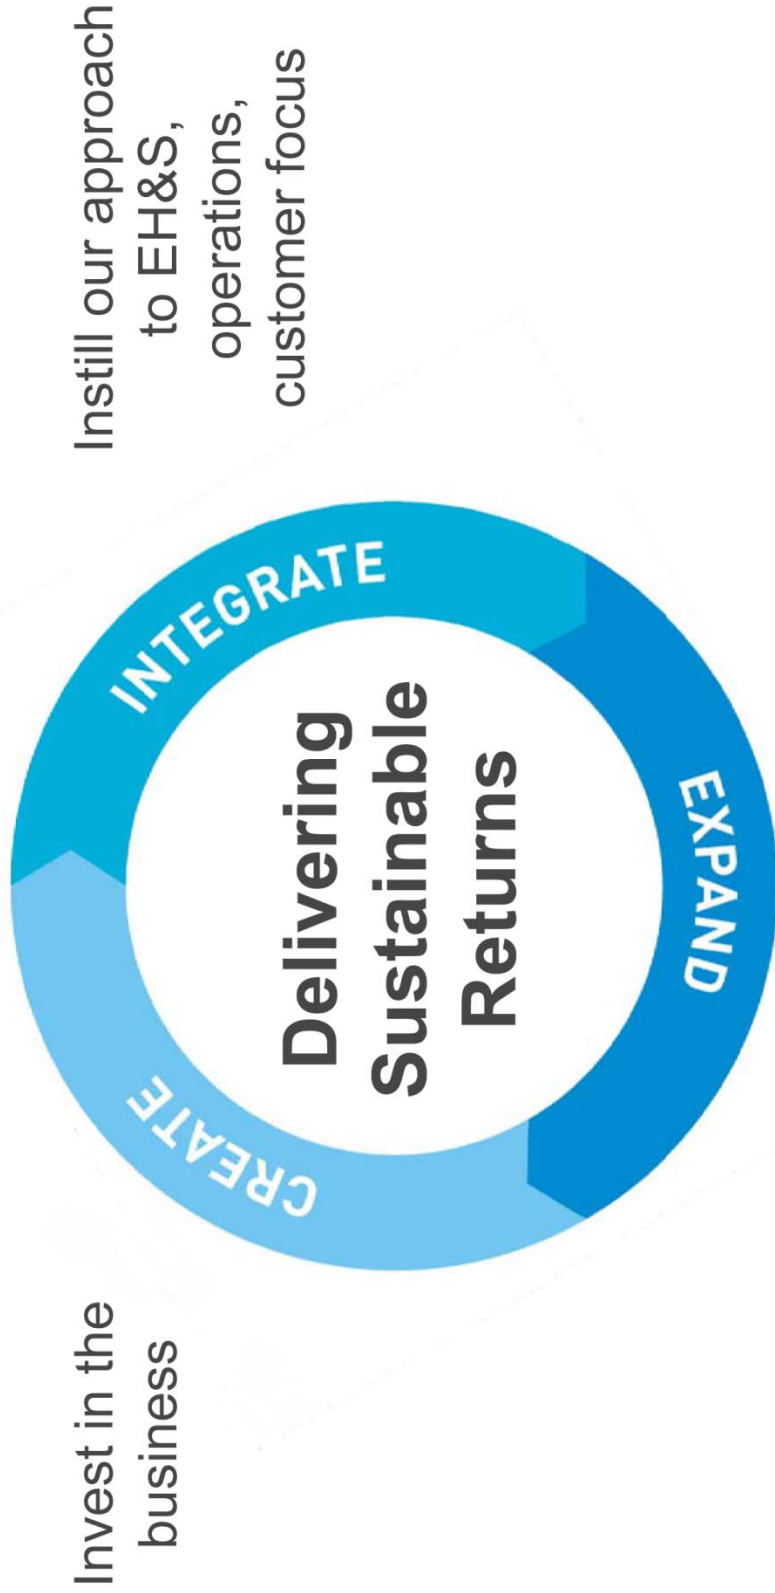 Invest in the
business
CREATE
INTEGRATE
Instill our approach
to EH&S,
operations,
customer focus
Delivering
Sustainable
Returns
EXPAND